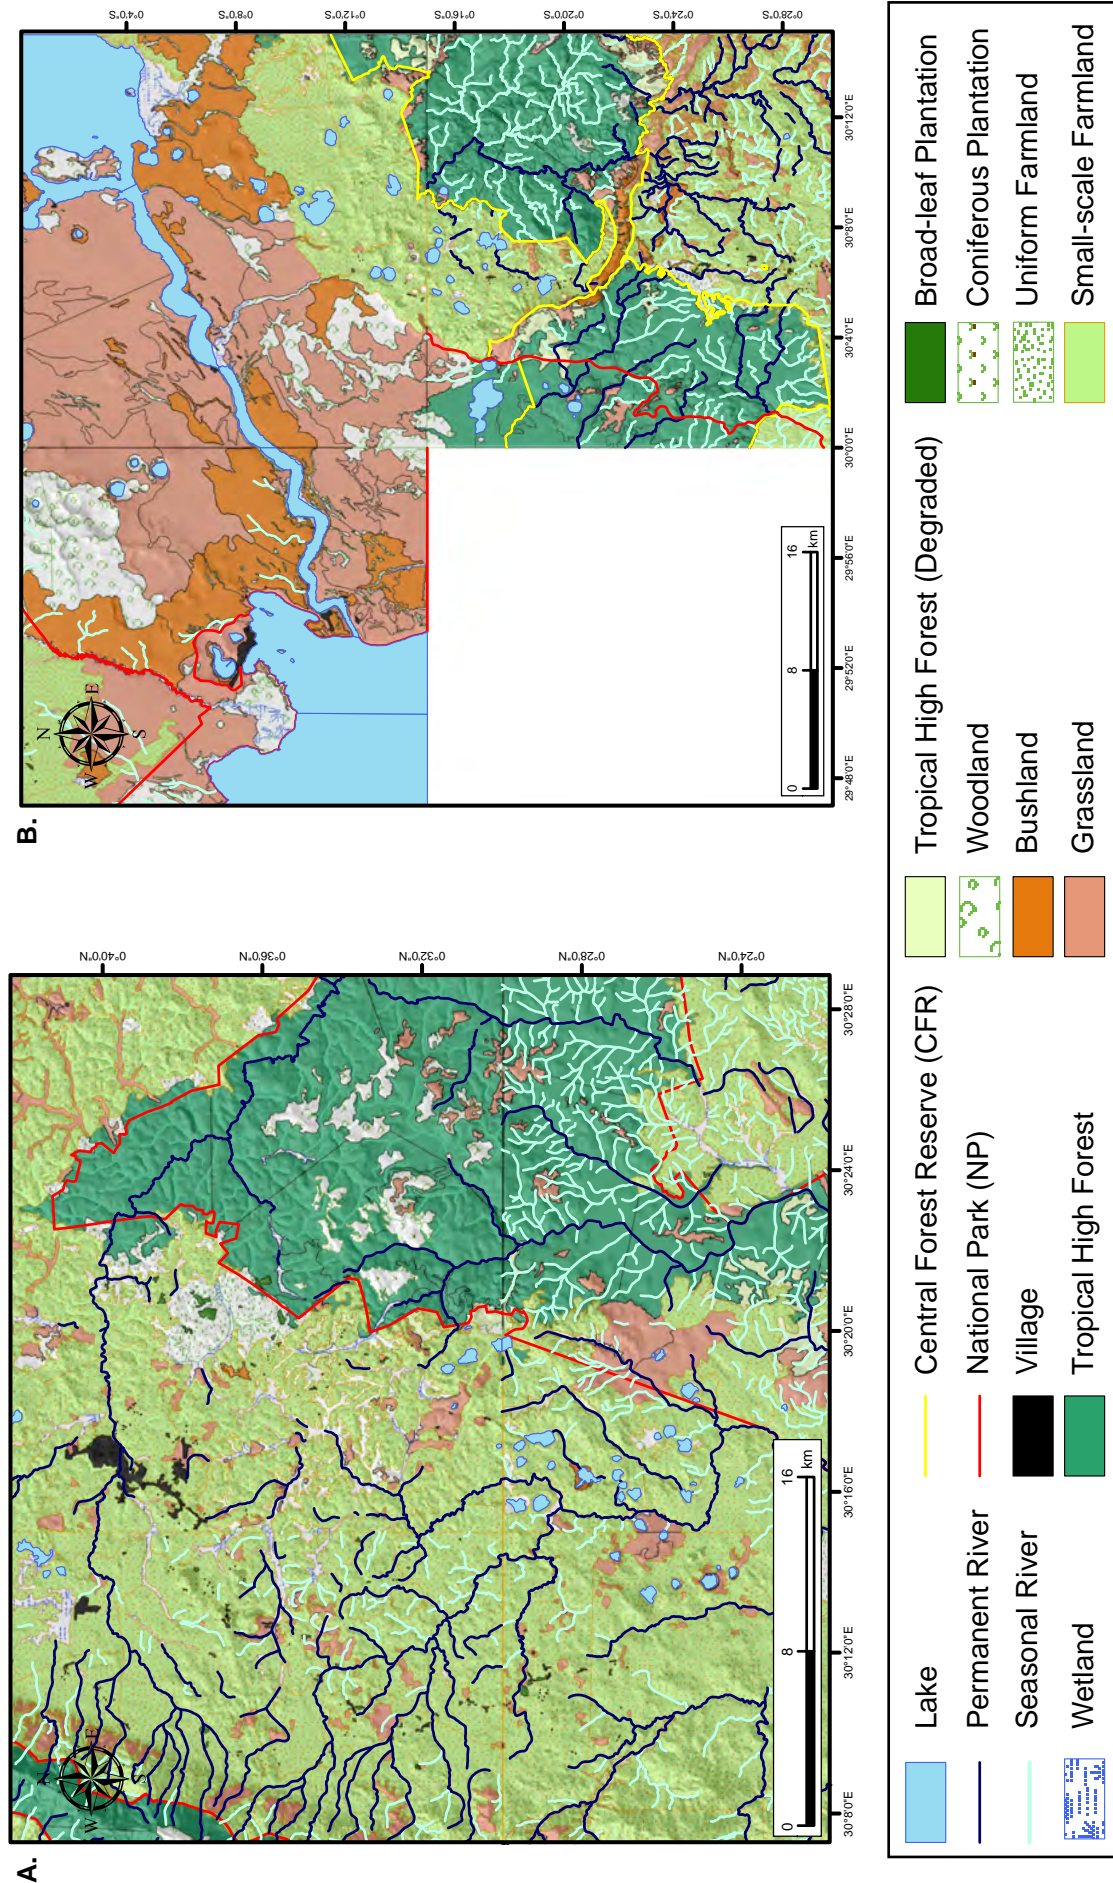 A.
N
W
E
S
0°40'0"N
0°36'0"N
0°32'0"N
0°28'0"N
0°24'0"N
0 8 16
km
30°8'0"E 30°12'0"E 30°16'0"E 30°20'0"E 30°24'0"E 30°28'0"E
B.
N
W
E
S
0°4'0"S
0°8'0"S
0°12'0"S
0°16'0"S
0°20'0"S
0°24'0"S
0°28'0"S
0 8 16
km
29°48'0"E 29°52'0"E 29°56'0"E 30°0'0"E 30°4'0"E 30°8'0"E 30°12'0"E
Lake
Permanent River
Seasonal River
Wetland
Central Forest Reserve (CFR)
National Park (NP)
Village
Tropical High Forest
Tropical High Forest (Degraded)
Woodland
Bushland
Grassland
Broad-leaf Plantation
Coniferous Plantation
Uniform Farmland
Small-scale Farmland